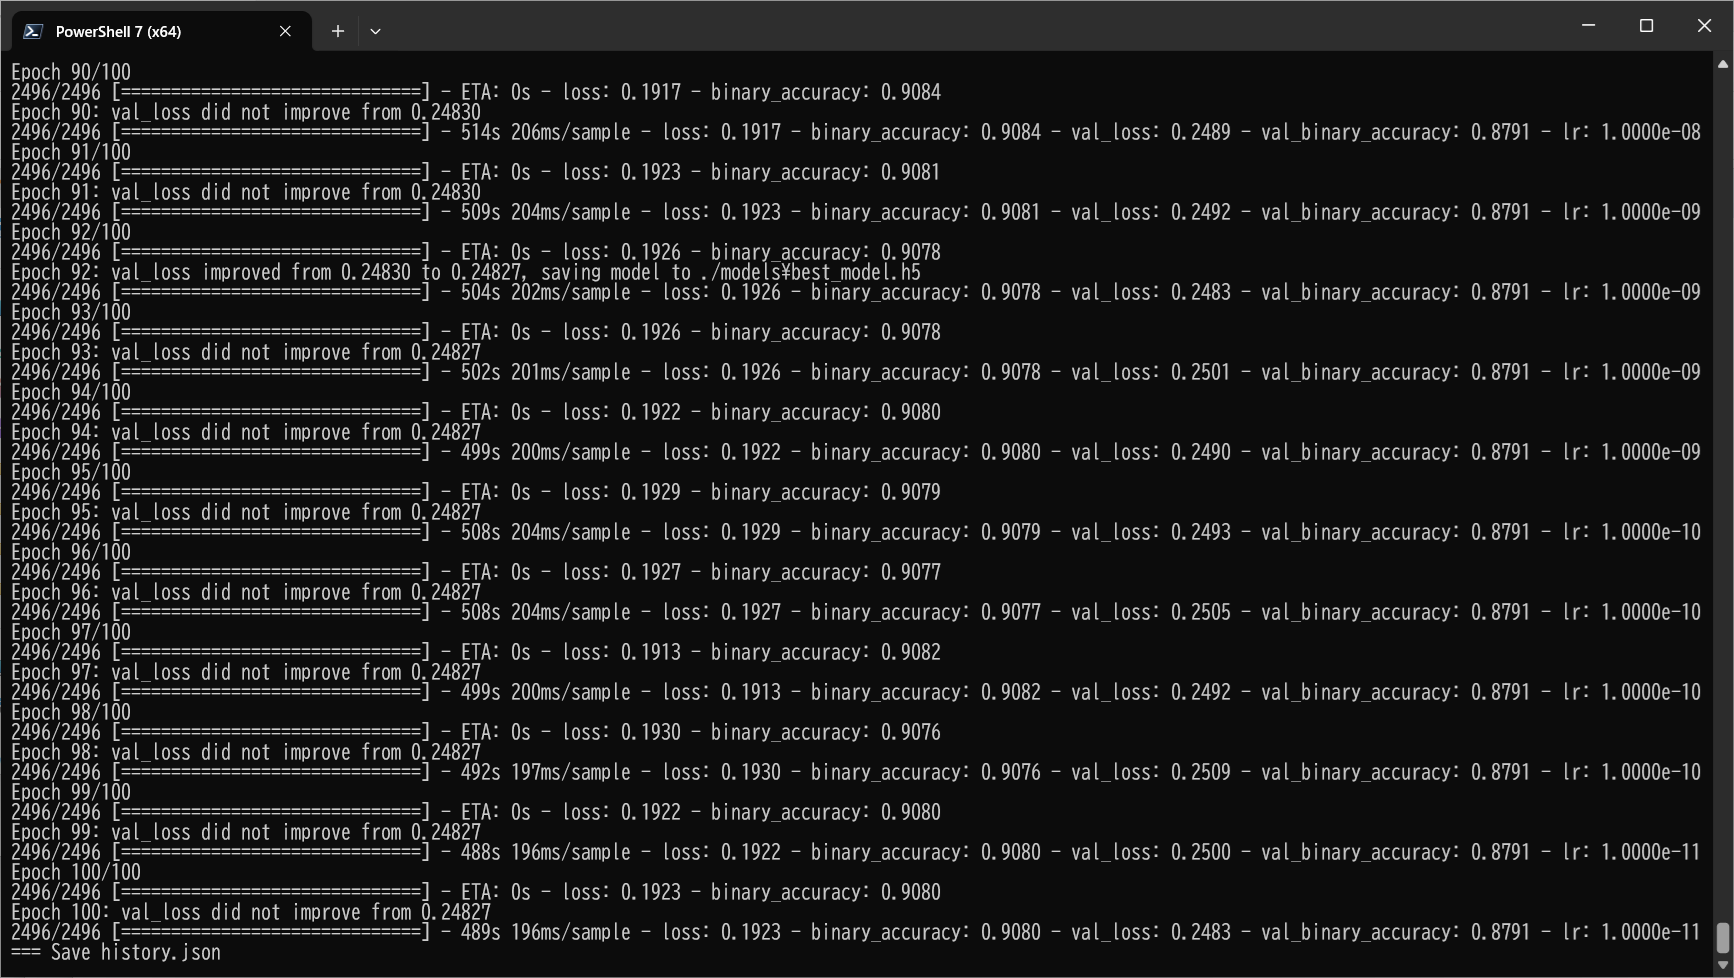 PowerShell 7 (x64)
Epoch 90/100
2496/2496 [==============================] - ETA: 0s - loss: 0.1917 - binary_accuracy: 0.9084
Epoch 90: val_loss did not improve from 0.24830
2496/2496 [==============================] - 514s 206ms/sample - loss: 0.1917 - binary_accuracy: 0.9084 - val_loss: 0.2489 - val_binary_accuracy: 0.8791 - lr: 1.0000e-08
Epoch 91/100
2496/2496 [==============================] - ETA: 0s - loss: 0.1923 - binary_accuracy: 0.9081
Epoch 91: val_loss did not improve from 0.24830
2496/2496 [==============================] - 509s 204ms/sample - loss: 0.1923 - binary_accuracy: 0.9081 - val_loss: 0.2492 - val_binary_accuracy: 0.8791 - lr: 1.0000e-09
Epoch 92/100
2496/2496 [==============================] - ETA: 0s - loss: 0.1926 - binary_accuracy: 0.9078
Epoch 92: val_loss improved from 0.24830 to 0.24827, saving model to ./models¥best_model.h5
2496/2496 [==============================] - 504s 202ms/sample - loss: 0.1926 - binary_accuracy: 0.9078 - val_loss: 0.2483 - val_binary_accuracy: 0.8791 - lr: 1.0000e-09
Epoch 93/100
2496/2496 [==============================] - ETA: 0s - loss: 0.1926 - binary_accuracy: 0.9078
Epoch 93: val_loss did not improve from 0.24827
2496/2496 [==============================] - 502s 201ms/sample - loss: 0.1926 - binary_accuracy: 0.9078 - val_loss: 0.2501 - val_binary_accuracy: 0.8791 - lr: 1.0000e-09
Epoch 94/100
2496/2496 [==============================] - ETA: 0s - loss: 0.1922 - binary_accuracy: 0.9080
Epoch 94: val_loss did not improve from 0.24827
2496/2496 [==============================] - 499s 200ms/sample - loss: 0.1922 - binary_accuracy: 0.9080 - val_loss: 0.2490 - val_binary_accuracy: 0.8791 - lr: 1.0000e-09
Epoch 95/100
2496/2496 [==============================] - ETA: 0s - loss: 0.1929 - binary_accuracy: 0.9079
Epoch 95: val_loss did not improve from 0.24827
2496/2496 [==============================] - 508s 204ms/sample - loss: 0.1929 - binary_accuracy: 0.9079 - val_loss: 0.2493 - val_binary_accuracy: 0.8791 - lr: 1.0000e-10
Epoch 96/100
2496/2496 [==============================] - ETA: 0s - loss: 0.1927 - binary_accuracy: 0.9077
Epoch 96: val_loss did not improve from 0.24827
2496/2496 [==============================] - 508s 204ms/sample - loss: 0.1927 - binary_accuracy: 0.9077 - val_loss: 0.2505 - val_binary_accuracy: 0.8791 - lr: 1.0000e-10
Epoch 97/100
2496/2496 [==============================] - ETA: 0s - loss: 0.1913 - binary_accuracy: 0.9082
Epoch 97: val_loss did not improve from 0.24827
2496/2496 [==============================] - 499s 200ms/sample - loss: 0.1913 - binary_accuracy: 0.9082 - val_loss: 0.2492 - val_binary_accuracy: 0.8791 - lr: 1.0000e-10
Epoch 98/100
2496/2496 [==============================] - ETA: 0s - loss: 0.1930 - binary_accuracy: 0.9076
Epoch 98: val_loss did not improve from 0.24827
2496/2496 [==============================] - 492s 197ms/sample - loss: 0.1930 - binary_accuracy: 0.9076 - val_loss: 0.2509 - val_binary_accuracy: 0.8791 - lr: 1.0000e-10
Epoch 99/100
2496/2496 [==============================] - ETA: 0s - loss: 0.1922 - binary_accuracy: 0.9080
Epoch 99: val_loss did not improve from 0.24827
2496/2496 [==============================] - 488s 196ms/sample - loss: 0.1922 - binary_accuracy: 0.9080 - val_loss: 0.2500 - val_binary_accuracy: 0.8791 - lr: 1.0000e-11
Epoch 100/100
2496/2496 [==============================] - ETA: 0s - loss: 0.1923 - binary_accuracy: 0.9080
Epoch 100: val_loss did not improve from 0.24827
2496/2496 [==============================] - 489s 196ms/sample - loss: 0.1923 - binary_accuracy: 0.9080 - val_loss: 0.2483 - val_binary_accuracy: 0.8791 - lr: 1.0000e-11
=== Save history.json